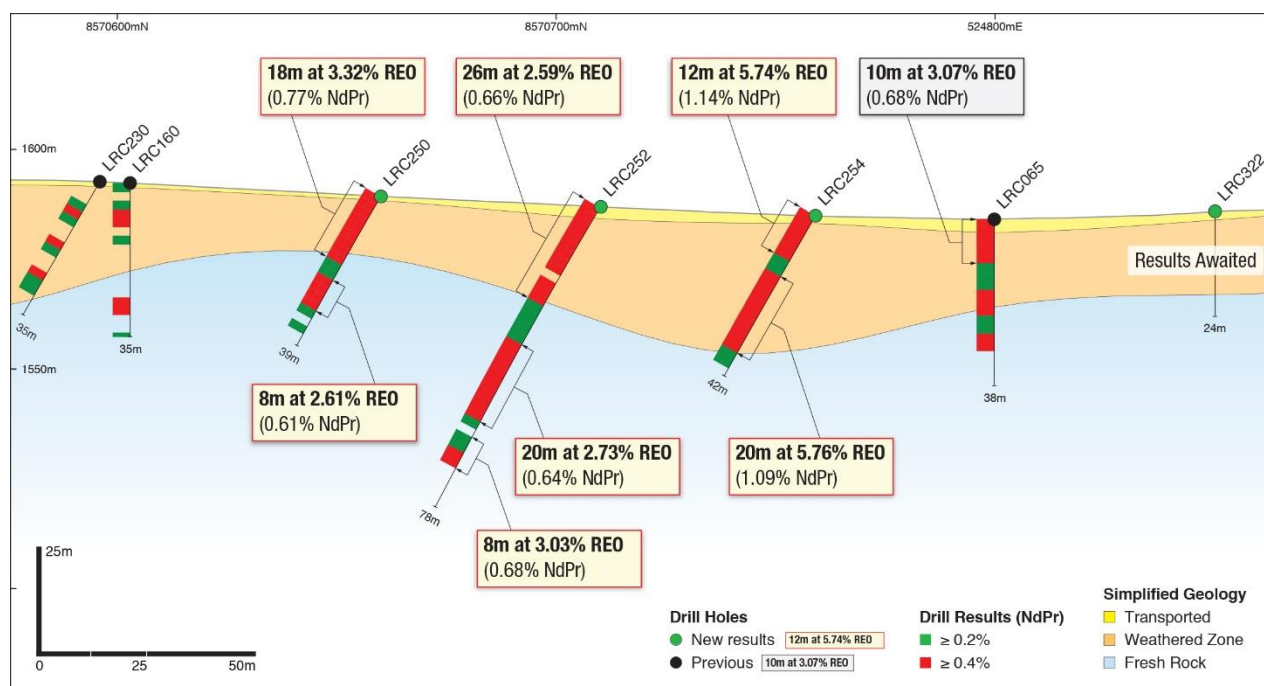 8570600mN
8570700mN
524800mE
18m at 3.32% REO
(0.77% NdPr)
26m at 2.59% REO
(0.66% NdPr)
12m at 5.74% REO
(1.14% NdPr)
10m at 3.07% REO
(0.68% NdPr)
1600m
LRC230
LRC160
LRC250
LRC252
LRC254
LRC065
LRC322
Results Awaited
35m
35m
39m
24m
1550m
42m
38m
8m at 2.61% REO
(0.61% NdPr)
20m at 2.73% REO
(0.64% NdPr)
20m at 5.76% REO
(1.09% NdPr)
78m
8m at 3.03% REO
(0.68% NdPr)
25m
0
25
50m
Drill Holes
New results
12m at 5.74% REO
Previous
10m at 3.07% REO
Drill Results (NdPr)
≥ 0.2%
≥ 0.4%
Simplified Geology
Transported
Weathered Zone
Fresh Rock